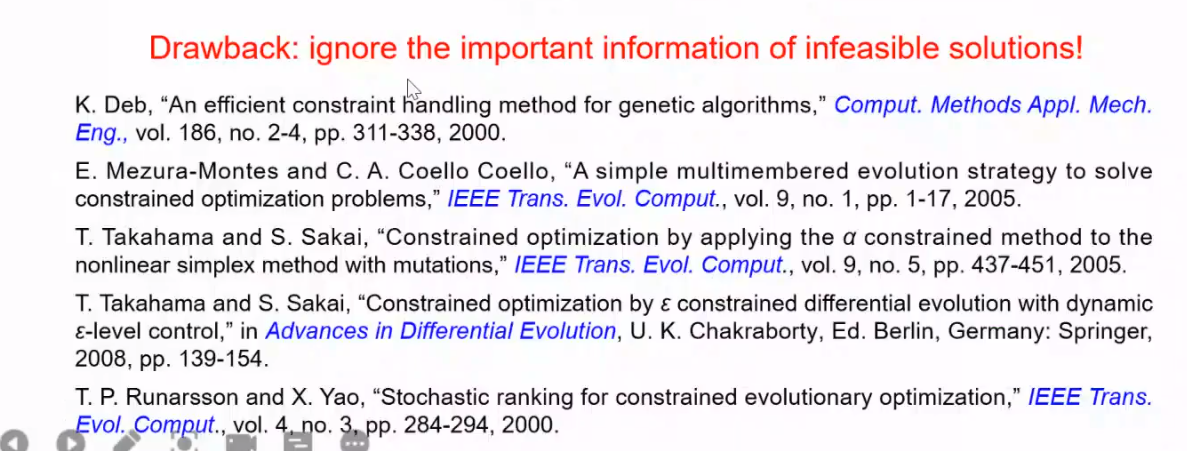 Drawback: ignore the important information of infeasible solutions!
K. Deb, “An efficient constraint handling method for genetic algorithms,” Comput. Methods Appl. Mech.
Eng., vol. 186, no. 2-4, pp. 311-338, 2000.
E. Mezura-Montes and C. A. Coello Coello, “A simple multimembered evolution strategy to solve
constrained optimization problems,” IEEE Trans. Evol. Comput., vol. 9, no. 1, pp. 1-17, 2005.
T. Takahama and S. Sakai, “Constrained optimization by applying the α constrained method to the
nonlinear simplex method with mutations,” IEEE Trans. Evol. Comput., vol. 9, no. 5, pp. 437-451, 2005.
T. Takahama and S. Sakai, “Constrained optimization by ε constrained differential evolution with dynamic
ε-level control,” in Advances in Differential Evolution, U. K. Chakraborty, Ed. Berlin, Germany: Springer,
2008, pp. 139-154.
T. P. Runarsson and X. Yao, “Stochastic ranking for constrained evolutionary optimization,” IEEE Trans.
Evol. Comput., vol. 4, no. 3, pp. 284-294, 2000.